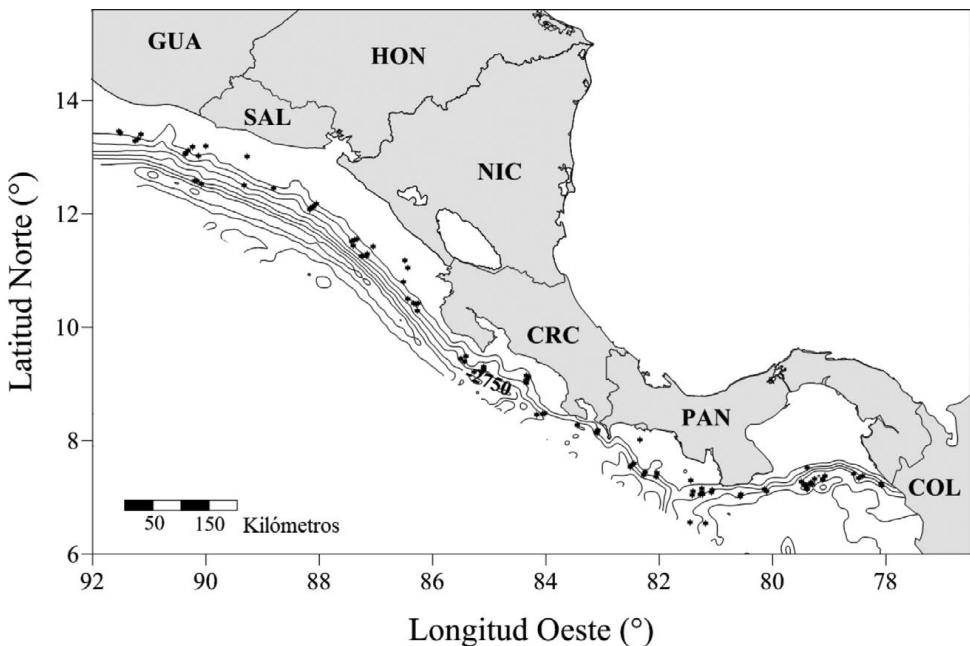 GUA
HON
14
SAL
NIC
12
Latitud Norte (°)
10
CRC
-2750
8
PAN
COL
50 150 Kilómetros
6
92 90 88 86 84 82 80 78
Longitud Oeste (°)